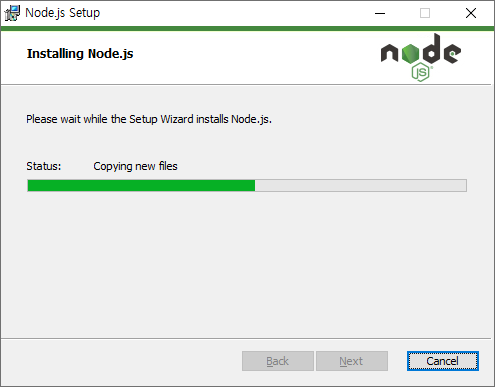 Node.js Setup
Installing Node.js
node
JS
Please wait while the Setup Wizard installs Node.js.
Status: Copying new files
Back Next Cancel